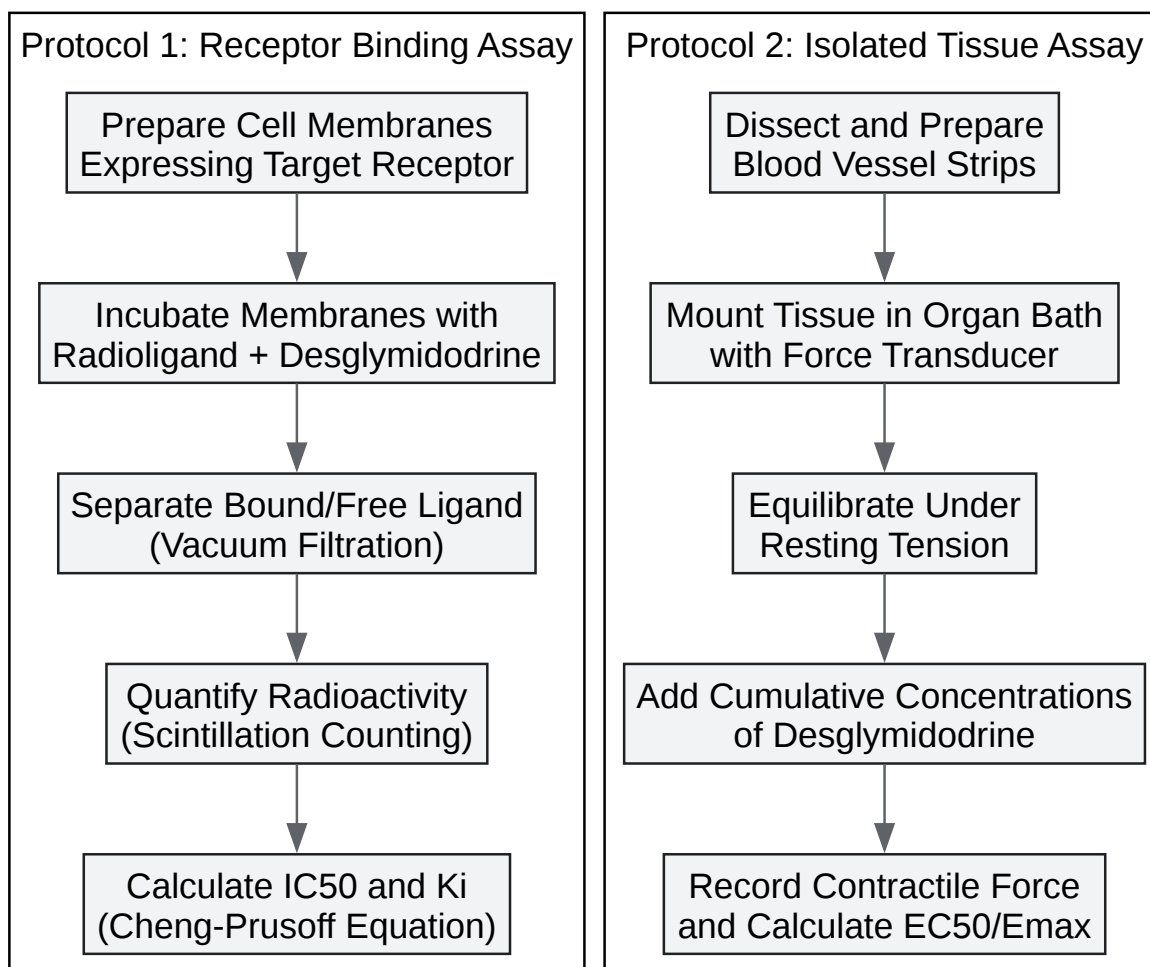 Protocol 1: Receptor Binding Assay
Prepare Cell Membranes
Expressing Target Receptor
Incubate Membranes with
Radioligand + Desglymidodrine
Separate Bound/Free Ligand
(Vacuum Filtration)
Quantify Radioactivity
(Scintillation Counting)
Calculate IC50 and Ki
(Cheng-Prusoff Equation)
Protocol 2: Isolated Tissue Assay
Dissect and Prepare
Blood Vessel Strips
Mount Tissue in Organ Bath
with Force Transducer
Equilibrate Under
Resting Tension
Add Cumulative Concentrations
of Desglymidodrine
Record Contractile Force
and Calculate EC50/Emax